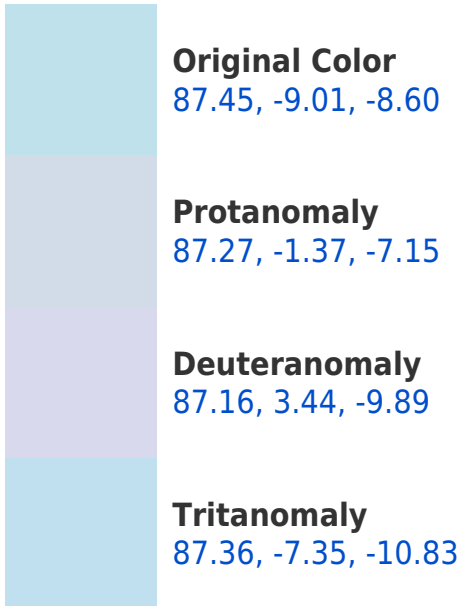 Original Color
87.45, -9.01, -8.60
Protanomaly
87.27, -1.37, -7.15
Deuteranomaly
87.16, 3.44, -9.89
Tritanomaly
87.36, -7.35, -10.83